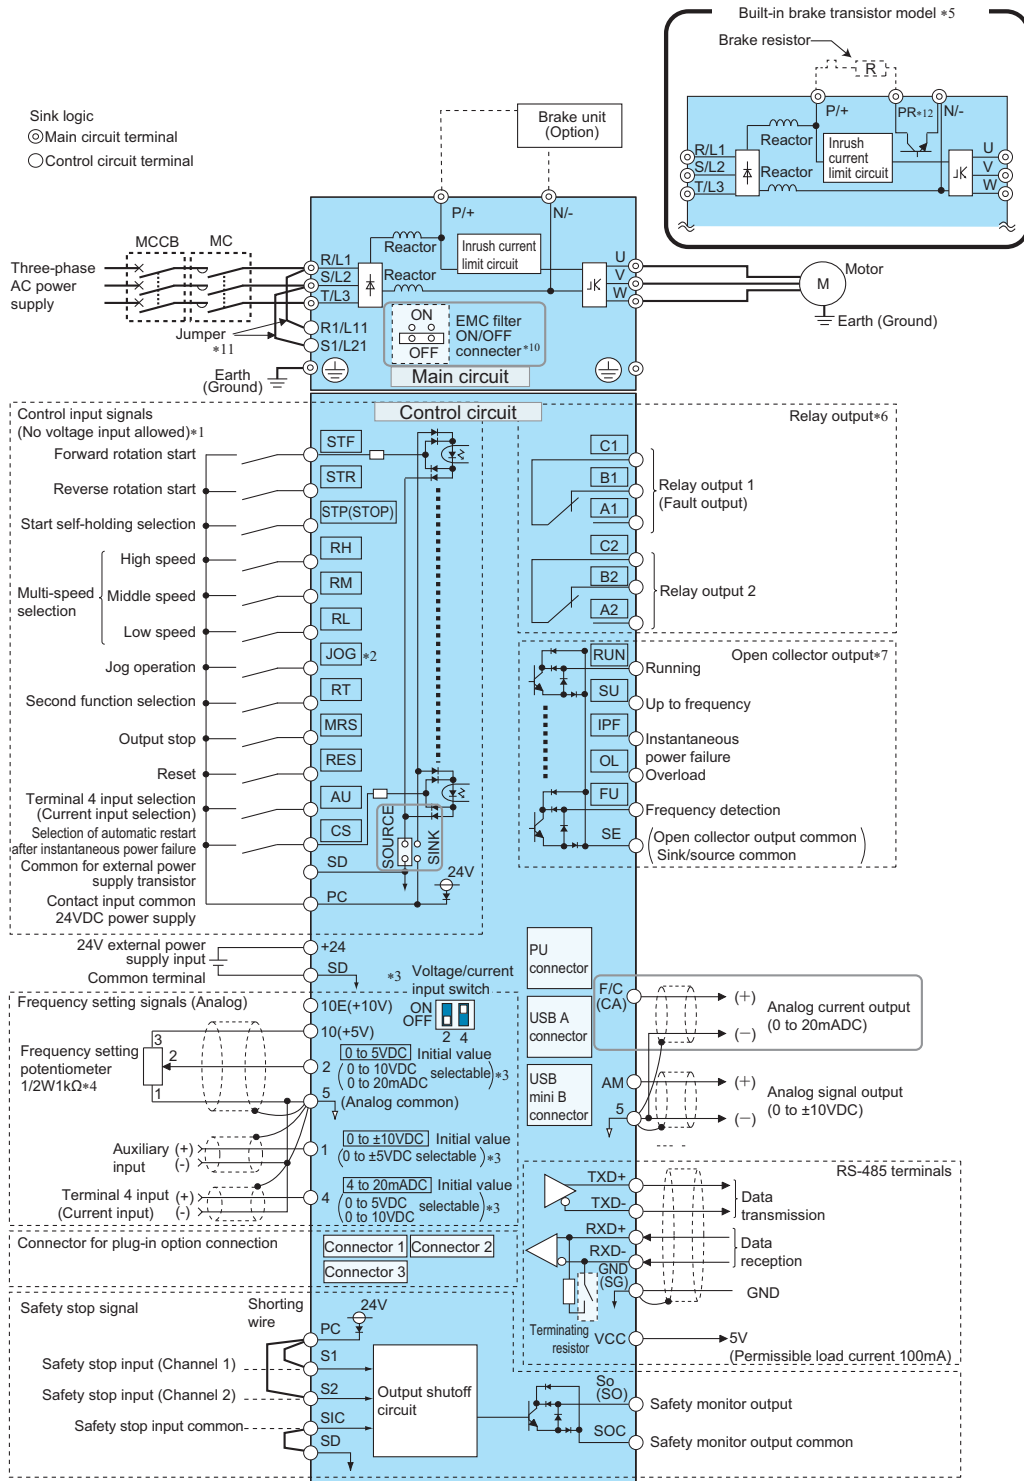 Built-in brake transistor model *5
Brake resistor
R
P/+
PR*12
N/-
Reactor
Reactor
Inrush
current
limit circuit
R/L1
S/L2
T/L3
U
V
W
Sink logic
Main circuit terminal
Control circuit terminal
Brake unit
(Option)
P/+
N/-
MCCB
MC
Three-phase
AC power
supply
R/L1
S/L2
T/L3
Reactor
Reactor
Inrush current
limit circuit
U
V
W
Motor
M
Earth (Ground)
Jumper
*11
R1/L11
S1/L21
ON
OFF
EMC filter
ON/OFF
connecter*10
Earth
(Ground)
Main circuit
Control circuit
Control input signals
(No voltage input allowed)*1
Forward rotation start
STF
Reverse rotation start
STR
Start self-holding selection
STP(STOP)
Multi-speed
selection
High speed
RH
Middle speed
RM
Low speed
RL
Jog operation
JOG *2
Second function selection
RT
Output stop
MRS
Reset
RES
Terminal 4 input selection
(Current input selection)
AU
Selection of automatic restart
after instantaneous power failure
CS
SOURCE
SINK
Common for external power
supply transistor
SD
Contact input common
24VDC power supply
PC
24V
Relay output*6
C1
B1
A1
Relay output 1
(Fault output)
C2
B2
A2
Relay output 2
Open collector output*7
RUN
Running
SU
Up to frequency
IPF
Instantaneous
power failure
OL
Overload
FU
Frequency detection
SE
Open collector output common
Sink/source common
24V external power
supply input
+24
Common terminal
SD
*3 Voltage/current
input switch
ON
OFF
2 4
Frequency setting signals (Analog)
10E(+10V)
10(+5V)
Frequency setting
potentiometer
1/2W1kΩ*4
3
2
1
2
0 to 5VDC Initial value
0 to 10VDC selectable
0 to 20mADC
*3
5
(Analog common)
Auxiliary (+)
input (-)
1
0 to ±10VDC Initial value
(0 to ±5VDC selectable)*3
Terminal 4 input (+)
(Current input) (-)
4
4 to 20mADC Initial value
0 to 5VDC selectable
0 to 10VDC
*3
PU
connector
USB A
connector
USB
mini B
connector
F/C
(CA)
(+)
(-)
Analog current output
(0 to 20mADC)
AM
5
(+)
(-)
Analog signal output
(0 to ±10VDC)
RS-485 terminals
TXD+
TXD-
Data
transmission
RXD+
RXD-
Data
reception
GND
(SG)
GND
Terminating
resistor
VCC
5V
(Permissible load current 100mA)
Connector for plug-in option connection
Connector 1
Connector 2
Connector 3
Safety stop signal
Shorting
wire
PC
24V
Safety stop input (Channel 1)
S1
Safety stop input (Channel 2)
S2
Safety stop input common
SIC
SD
Output shutoff
circuit
So
(SO)
Safety monitor output
SOC
Safety monitor output common